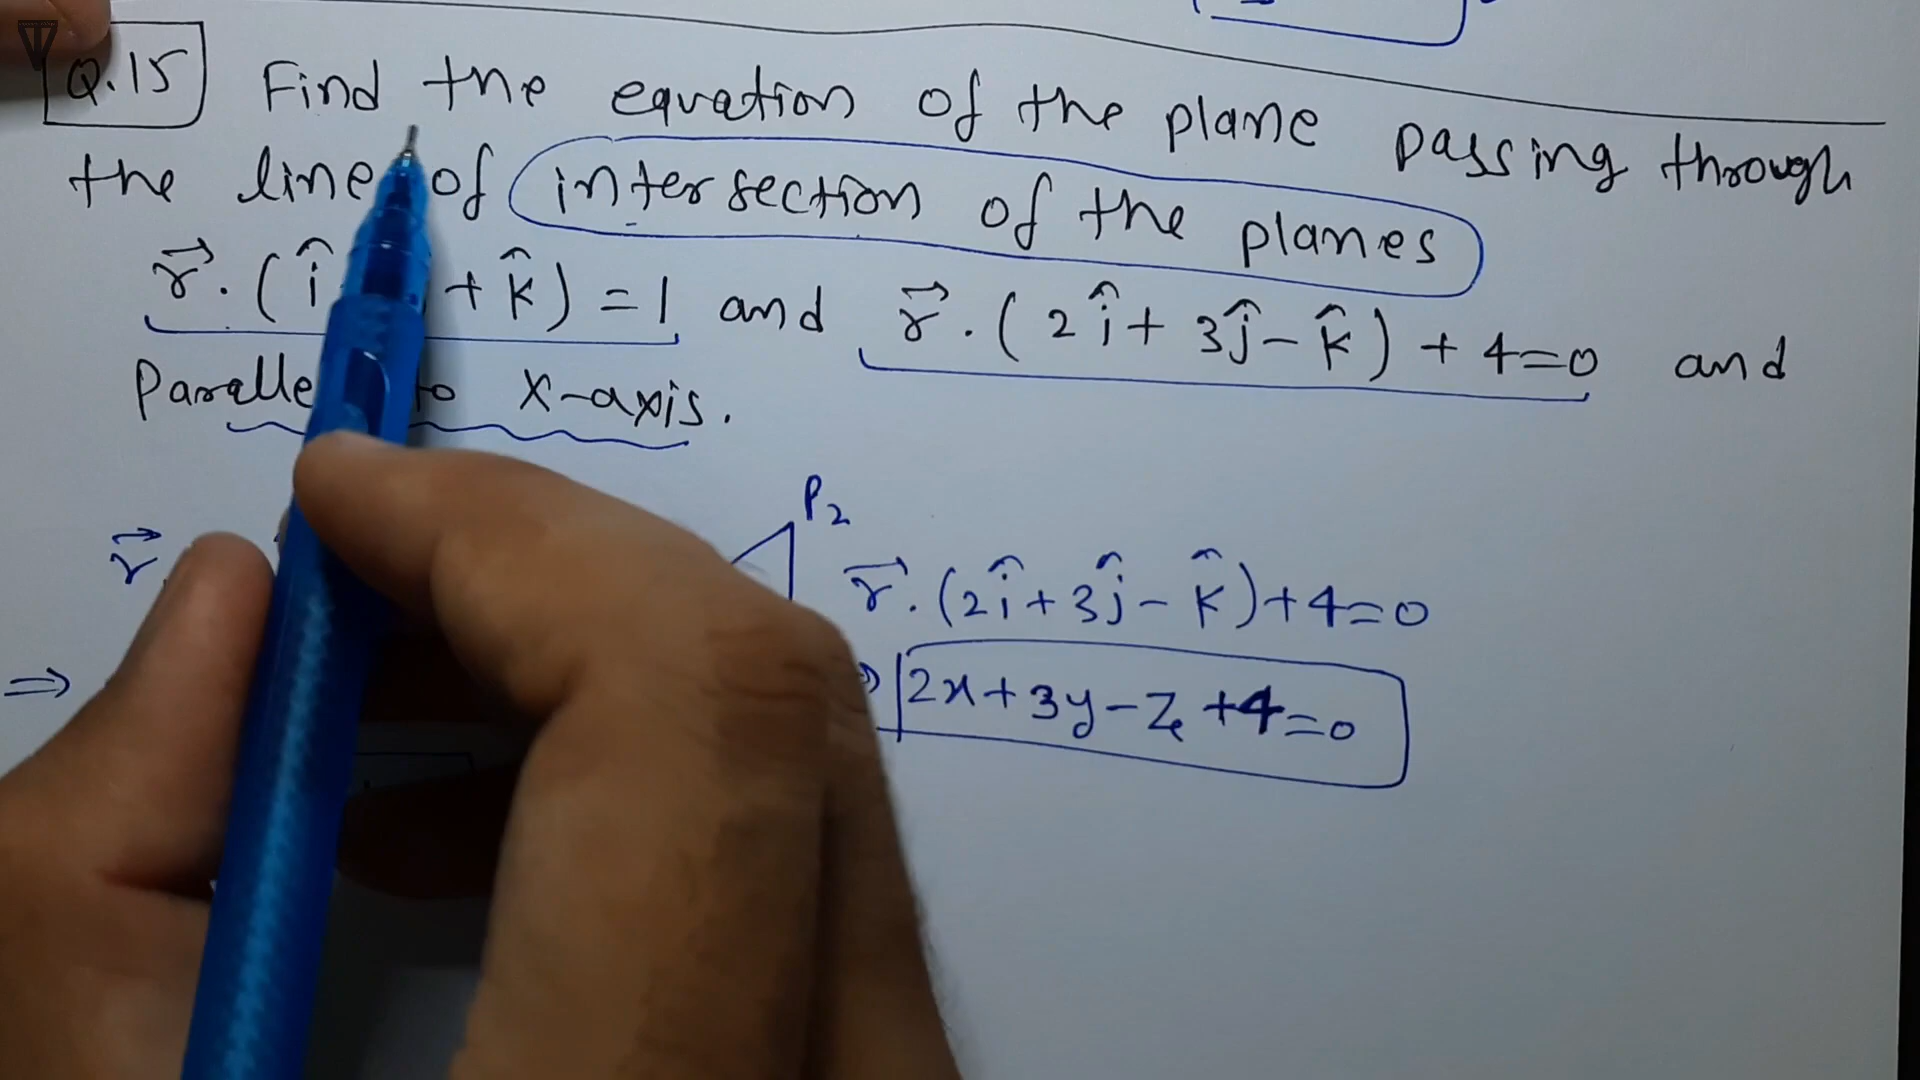 Q.15 Find the equation of the plane passing through
the line of intersection of the planes
r⃗.(î + k̂) = 1 and r⃗.(2î + 3ĵ - k̂) + 4 = 0 and
Paralle to X-axis.
P₂
r⃗. r⃗.(2î + 3ĵ - k̂) + 4 = 0
⇒ ⇒ 2x + 3y - z + 4 = 0